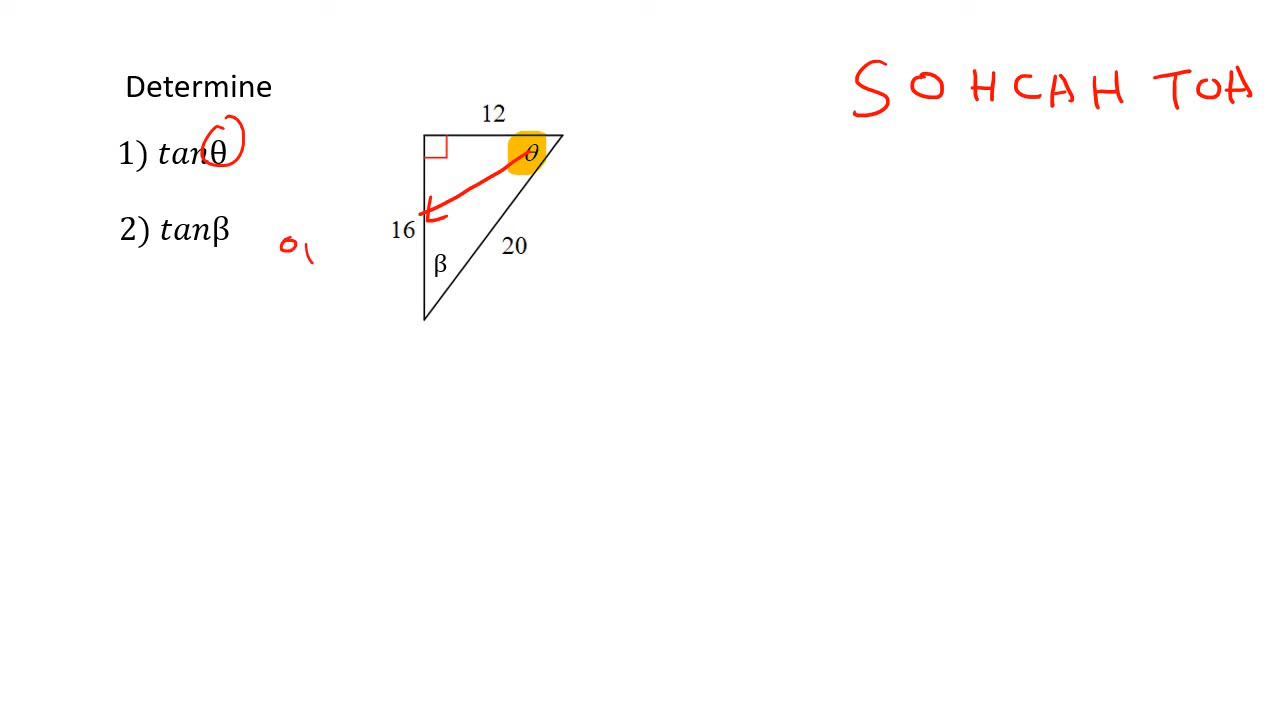 SOHCAH TOA
Determine
1) tanθ
2) tanβ
12
θ
16
20
β